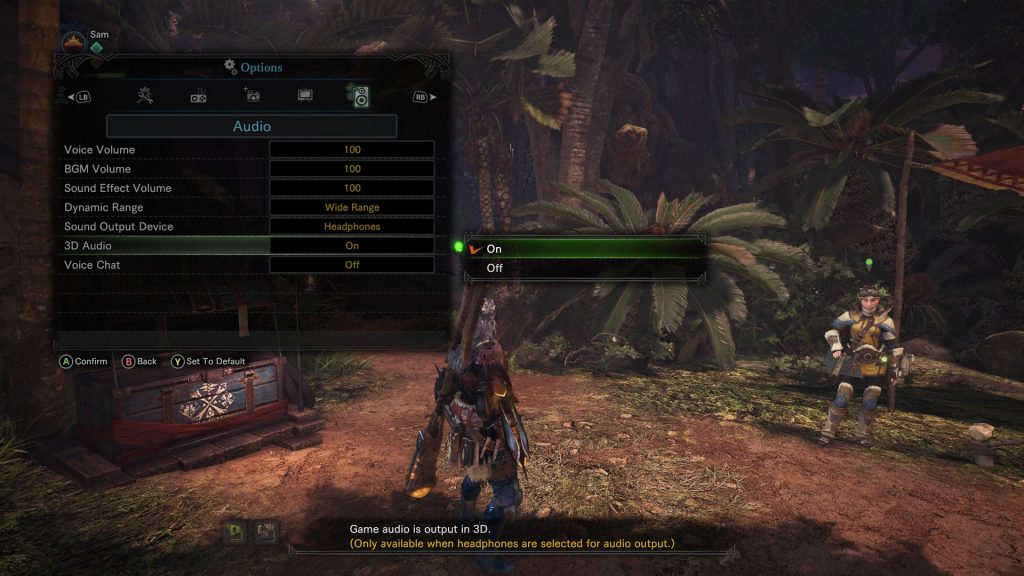 Sam
Options
LB
RB
Audio
Voice Volume 100
BGM Volume 100
Sound Effect Volume 100
Dynamic Range Wide Range
Sound Output Device Headphones
3D Audio On
Voice Chat Off
On
Off
A Confirm B Back Y Set To Default
Game audio is output in 3D.
(Only available when headphones are selected for audio output.)